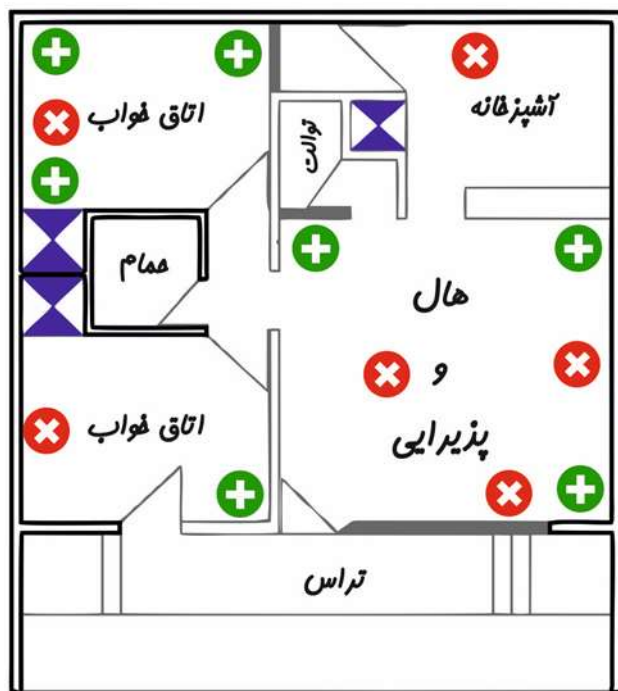 اتاق خواب
آشپزخانه
توالت
حمام
هال
و
پذیرایی
اتاق خواب
تراس